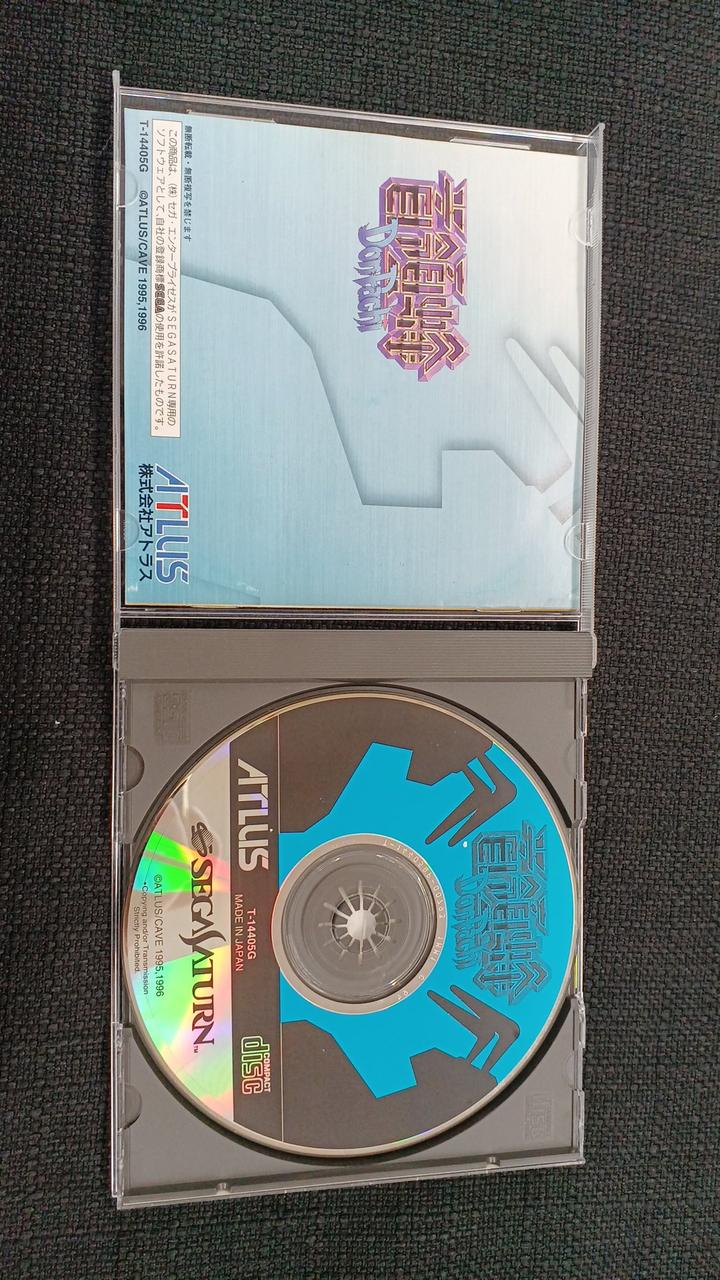 首領蜂
DonPachi
無断転載・無断複写を禁じます
この商品は、(株)セガ・エンタープライゼスがSEGASATURN専用の
ソフトウェアとして、自社の登録商標SEGAの使用を許諾したものです。
T-14405G ©ATLUS/CAVE 1995,1996
ATLUS
株式会社アトラス
首領蜂
DonPachi
T-14405G
MADE IN JAPAN
ATLUS
COMPACT
disc
SEGA SATURN™
©ATLUS/CAVE 1995,1996
•Copying and/or Transmission
Strictly Prohibited.